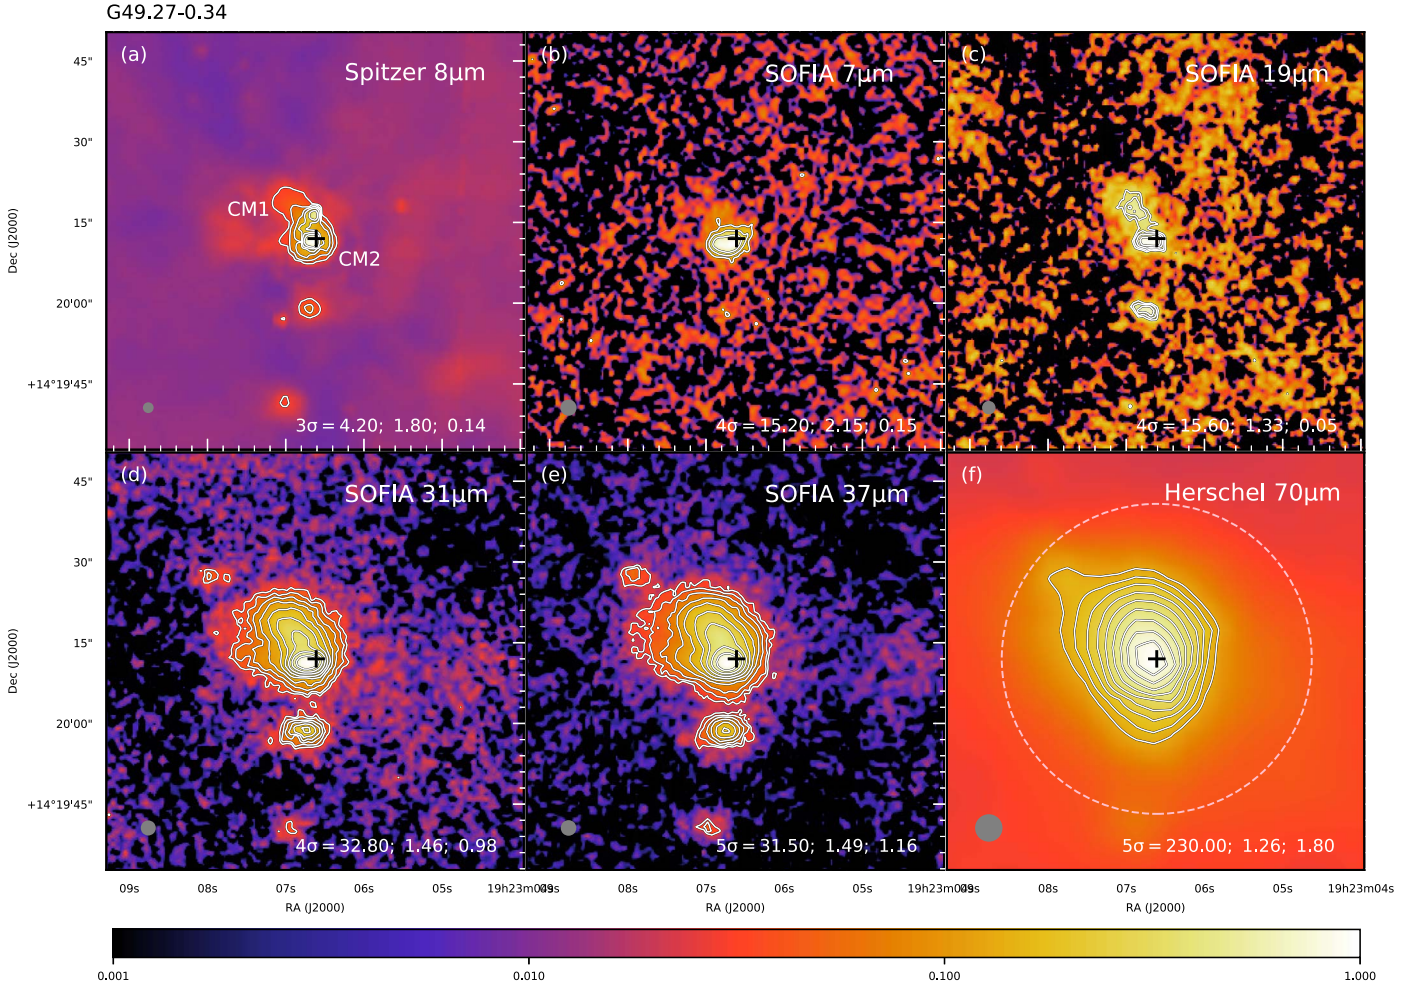 G49.27-0.34
(a)
Spitzer 8μm
CM1
CM2
3σ = 4.20; 1.80; 0.14
(b)
SOFIA 7μm
4σ = 15.20; 2.15; 0.15
(c)
SOFIA 19μm
4σ = 15.60; 1.33; 0.05
45"
30"
15"
20'00"
+14°19'45"
Dec (J2000)
(d)
SOFIA 31μm
4σ = 32.80; 1.46; 0.98
(e)
SOFIA 37μm
5σ = 31.50; 1.49; 1.16
(f)
Herschel 70μm
5σ = 230.00; 1.26; 1.80
45"
30"
15"
20'00"
+14°19'45"
Dec (J2000)
09s 08s 07s 06s 05s 19h23m04s
RA (J2000)
09s 08s 07s 06s 05s 19h23m04s
RA (J2000)
09s 08s 07s 06s 05s 19h23m04s
RA (J2000)
0.001 0.010 0.100 1.000